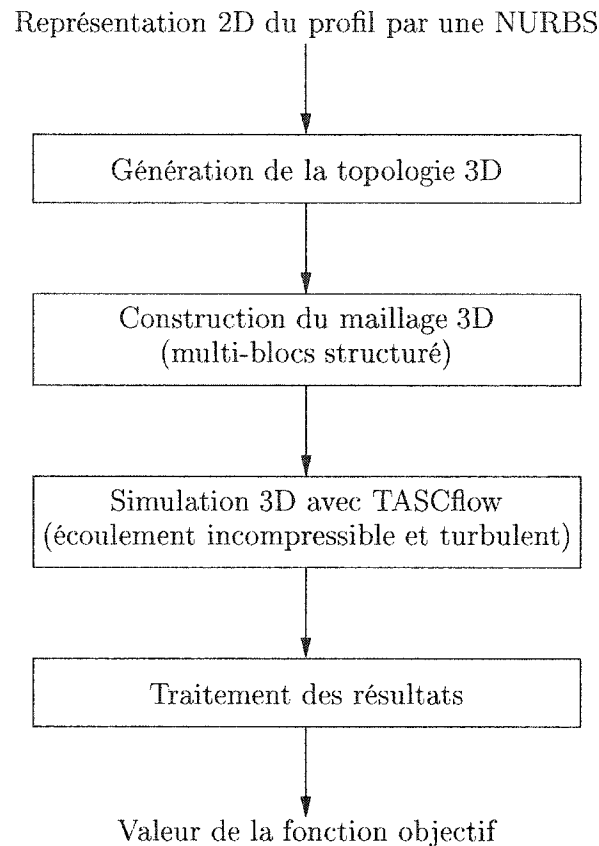 Représentation 2D du profil par une NURBS
Génération de la topologie 3D
Construction du maillage 3D
(multi-blocs structuré)
Simulation 3D avec TASCflow
(écoulement incompressible et turbulent)
Traitement des résultats
Valeur de la fonction objectif